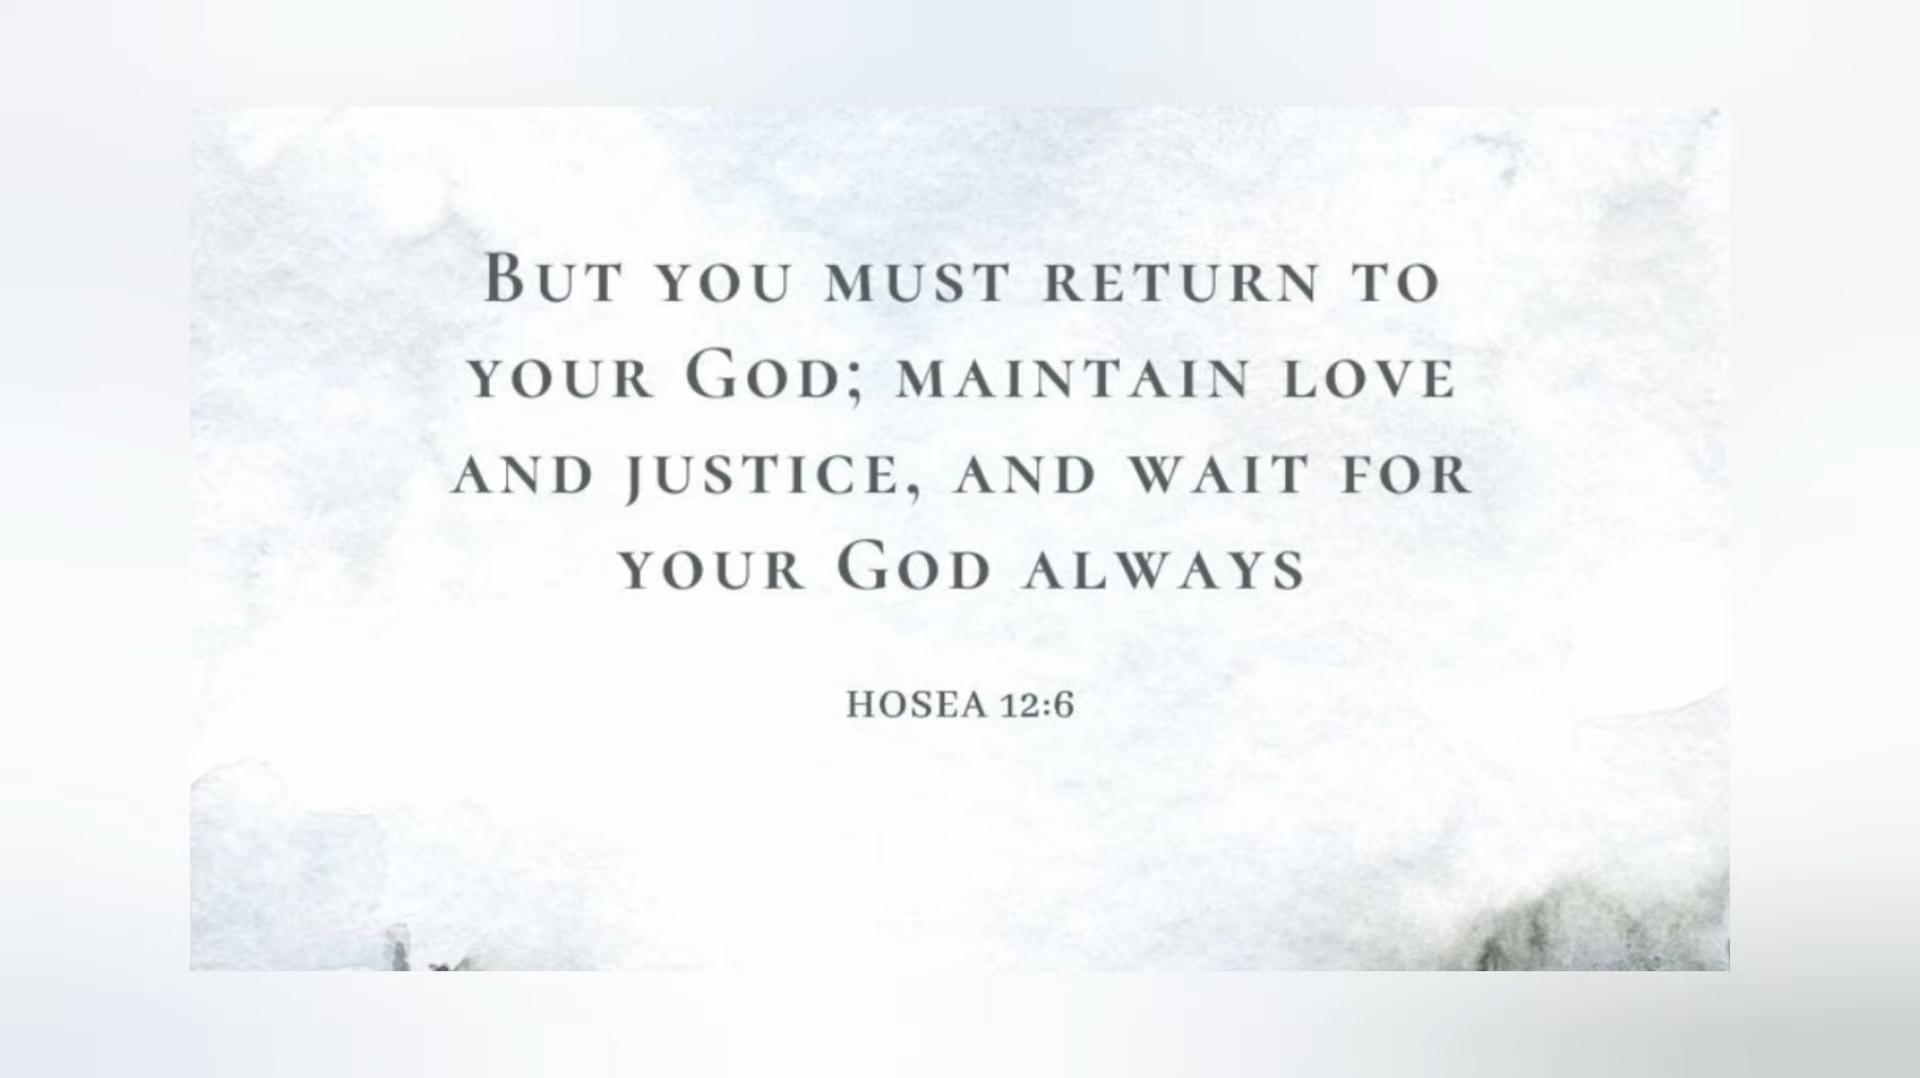 But you must return to
your God; maintain love
and justice, and wait for
your God always
HOSEA 12:6